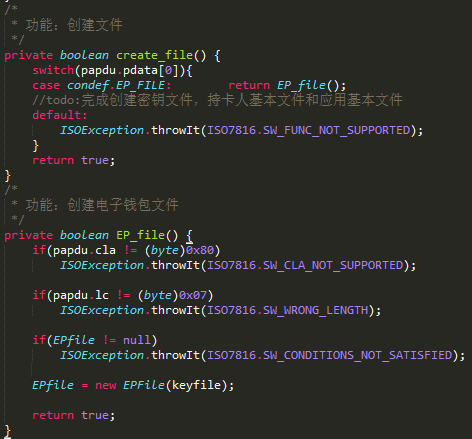 /*
 * 功能：创建文件
 */
private boolean create_file() {
    switch(papdu.pdata[0]){
    case condef.EP_FILE:        return EP_file();
    //todo:完成创建密钥文件，持卡人基本文件和应用基本文件
    default:
        ISOException.throwIt(ISO7816.SW_FUNC_NOT_SUPPORTED);
    }
    return true;
}
/*
 * 功能：创建电子钱包文件
 */
private boolean EP_file() {
    if(papdu.cla != (byte)0x80)
        ISOException.throwIt(ISO7816.SW_CLA_NOT_SUPPORTED);

    if(papdu.lc != (byte)0x07)
        ISOException.throwIt(ISO7816.SW_WRONG_LENGTH);

    if(EPfile != null)
        ISOException.throwIt(ISO7816.SW_CONDITIONS_NOT_SATISFIED);

    EPfile = new EPFile(keyfile);

    return true;
}